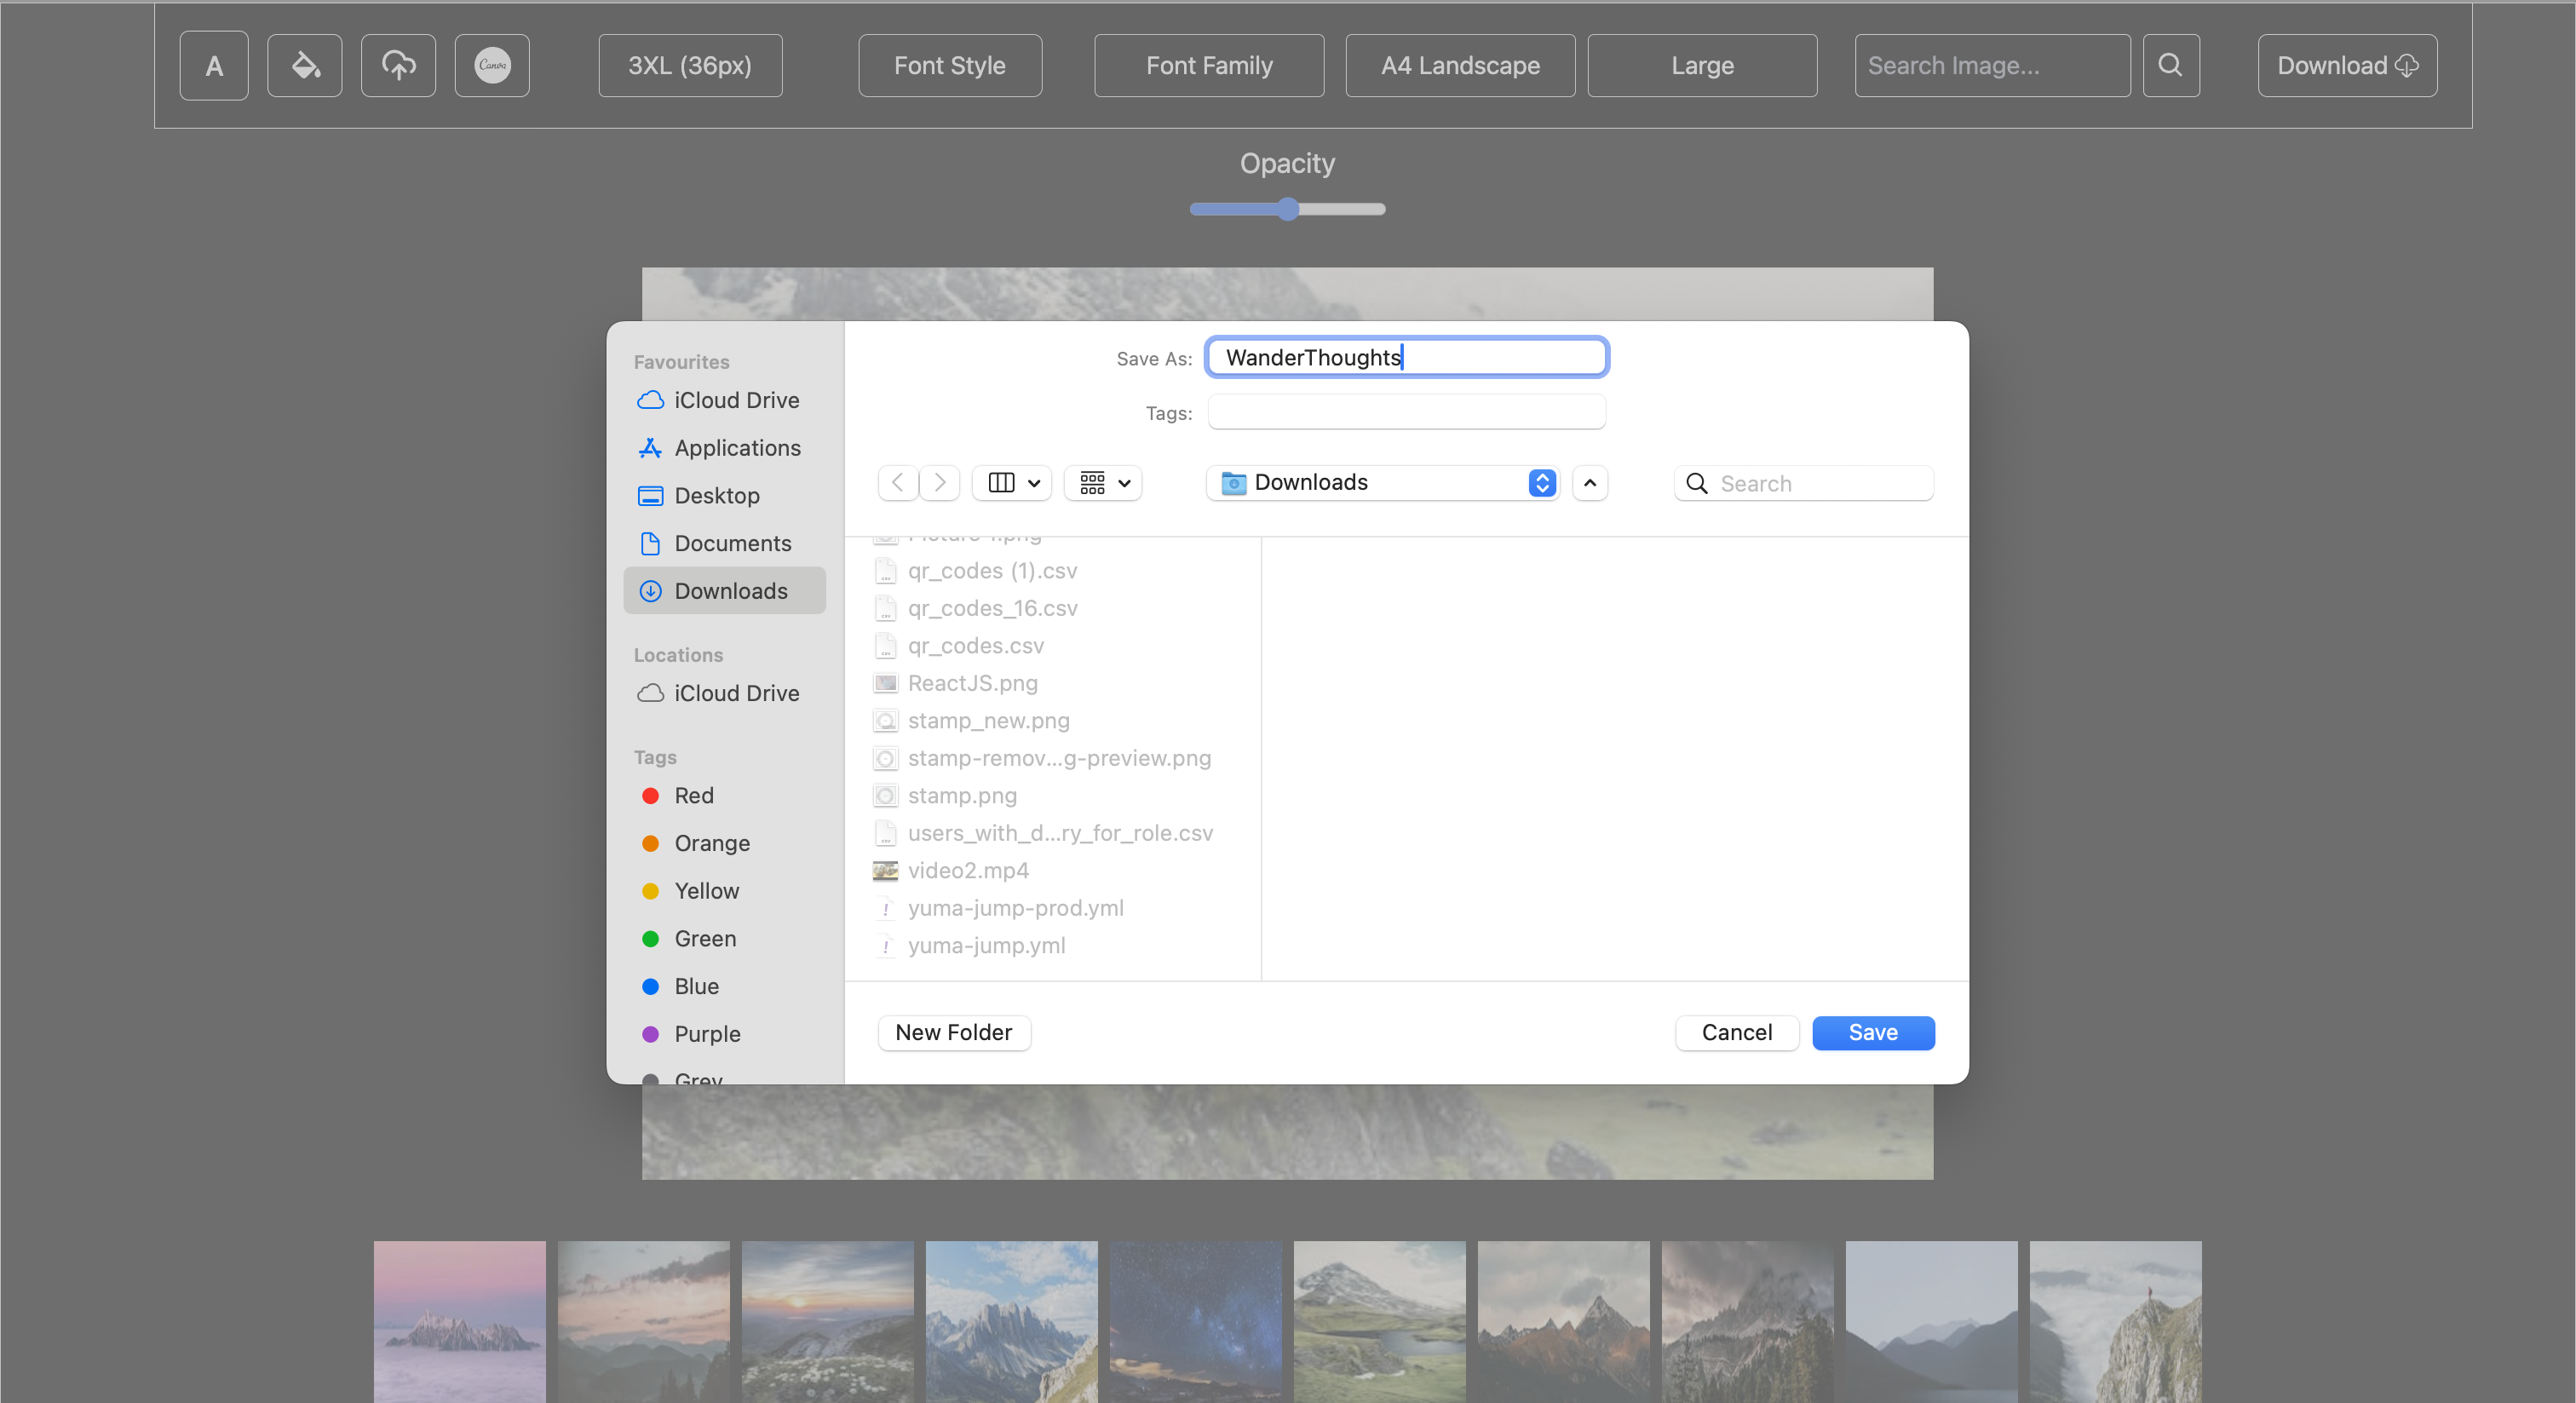 A Canva 3XL (36px) Font Style Font Family A4 Landscape Large Search Image... Download
Opacity
Favourites
iCloud Drive
Applications
Desktop
Documents
Downloads
Locations
iCloud Drive
Tags
Red
Orange
Yellow
Green
Blue
Purple
Grey
Save As: WanderThoughts
Tags:
Downloads
Search
qr_codes (1).csv
qr_codes_16.csv
qr_codes.csv
ReactJS.png
stamp_new.png
stamp-remov...g-preview.png
stamp.png
users_with_d...ry_for_role.csv
video2.mp4
yuma-jump-prod.yml
yuma-jump.yml
New Folder
Cancel Save